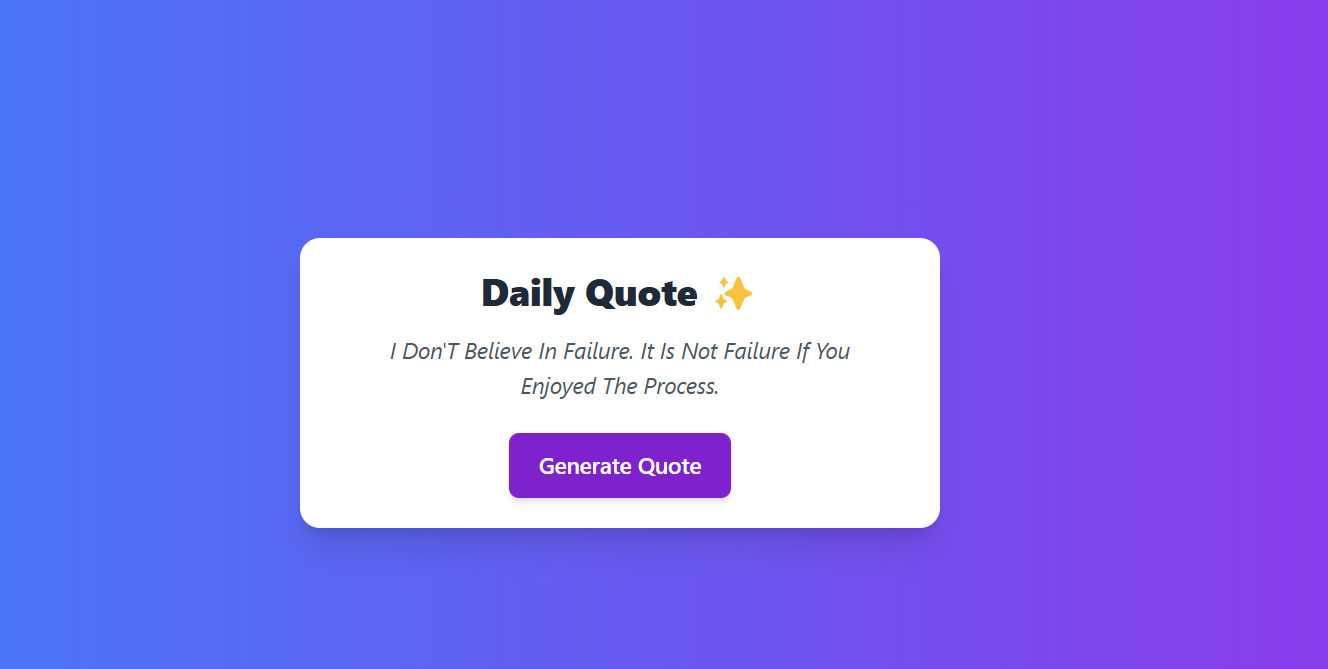 Daily Quote ✨
I Don'T Believe In Failure. It Is Not Failure If You
Enjoyed The Process.
Generate Quote